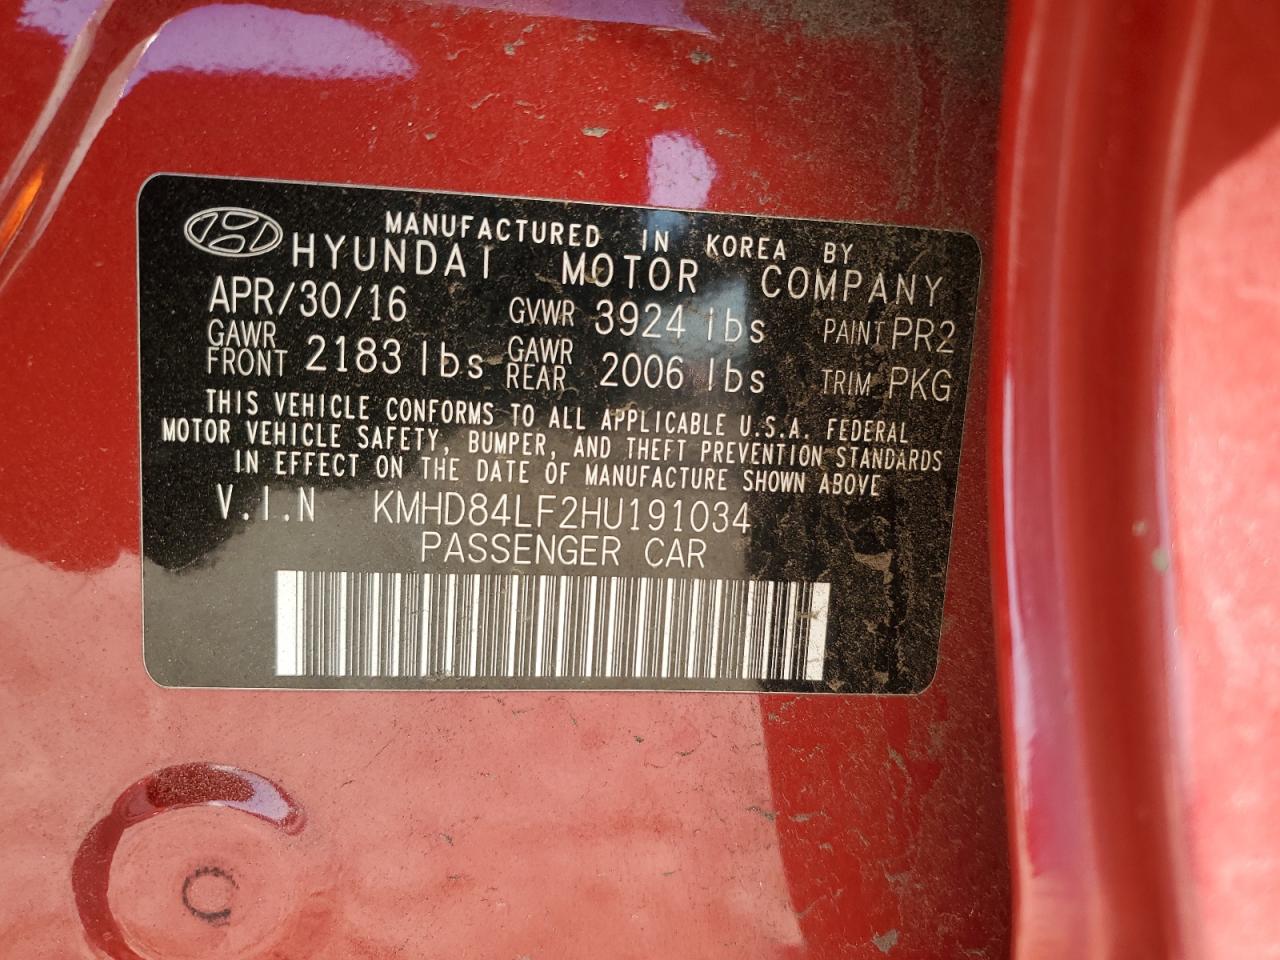 MANUFACTURED IN KOREA BY
HYUNDAI MOTOR COMPANY
APR/30/16 GVWR 3924 lbs PAINT PR2
GAWR FRONT 2183 lbs GAWR REAR 2006 lbs TRIM PKG
THIS VEHICLE CONFORMS TO ALL APPLICABLE U.S.A. FEDERAL
MOTOR VEHICLE SAFETY, BUMPER, AND THEFT PREVENTION STANDARDS
IN EFFECT ON THE DATE OF MANUFACTURE SHOWN ABOVE
V.I.N KMHD84LF2HU191034
PASSENGER CAR